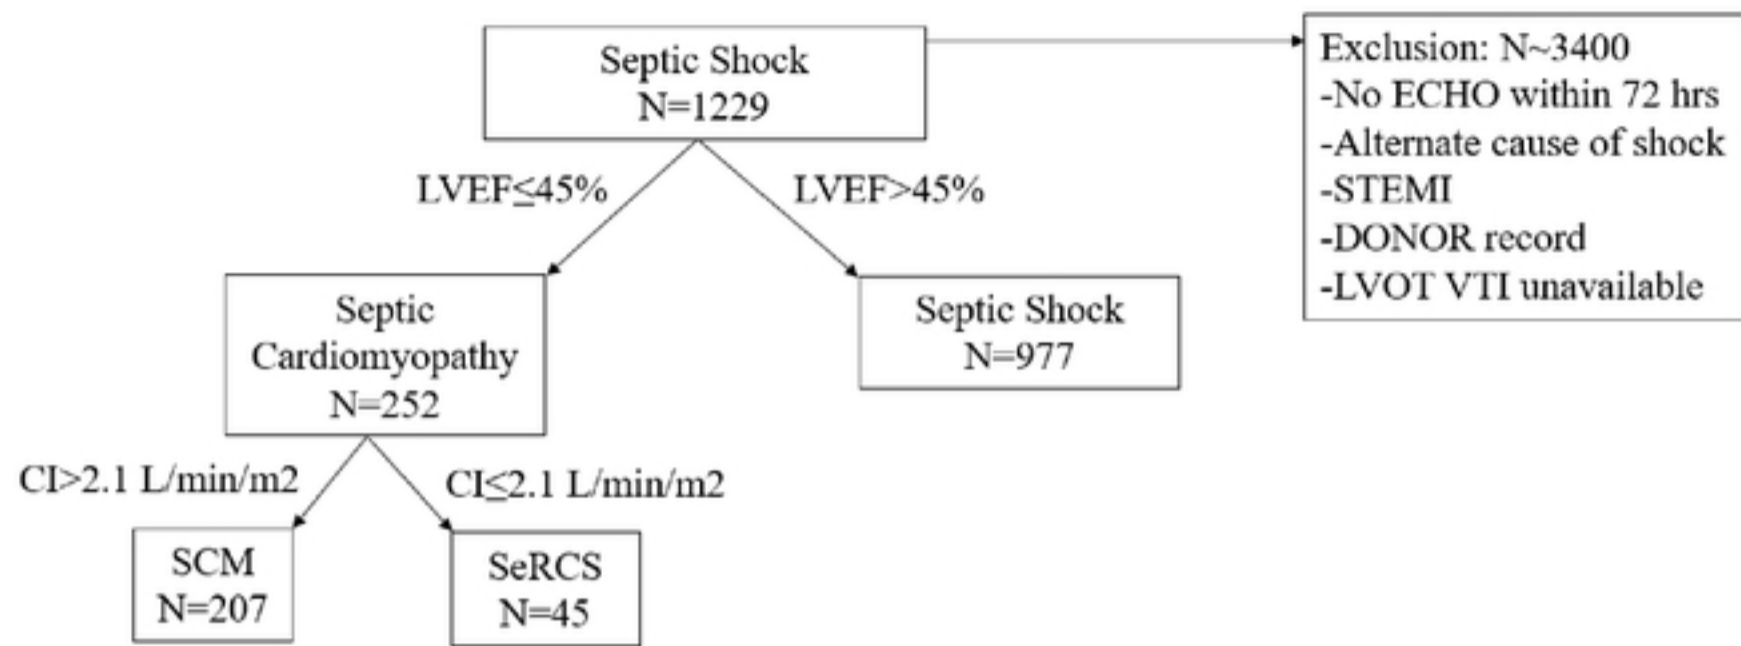 Septic Shock
N=1229
Exclusion: N~3400
-No ECHO within 72 hrs
-Alternate cause of shock
-STEMI
-DONOR record
-LVOT VTI unavailable
LVEF≤45%
LVEF>45%
Septic
Cardiomyopathy
N=252
Septic Shock
N=977
CI>2.1 L/min/m2
CI≤2.1 L/min/m2
SCM
N=207
SeRCS
N=45